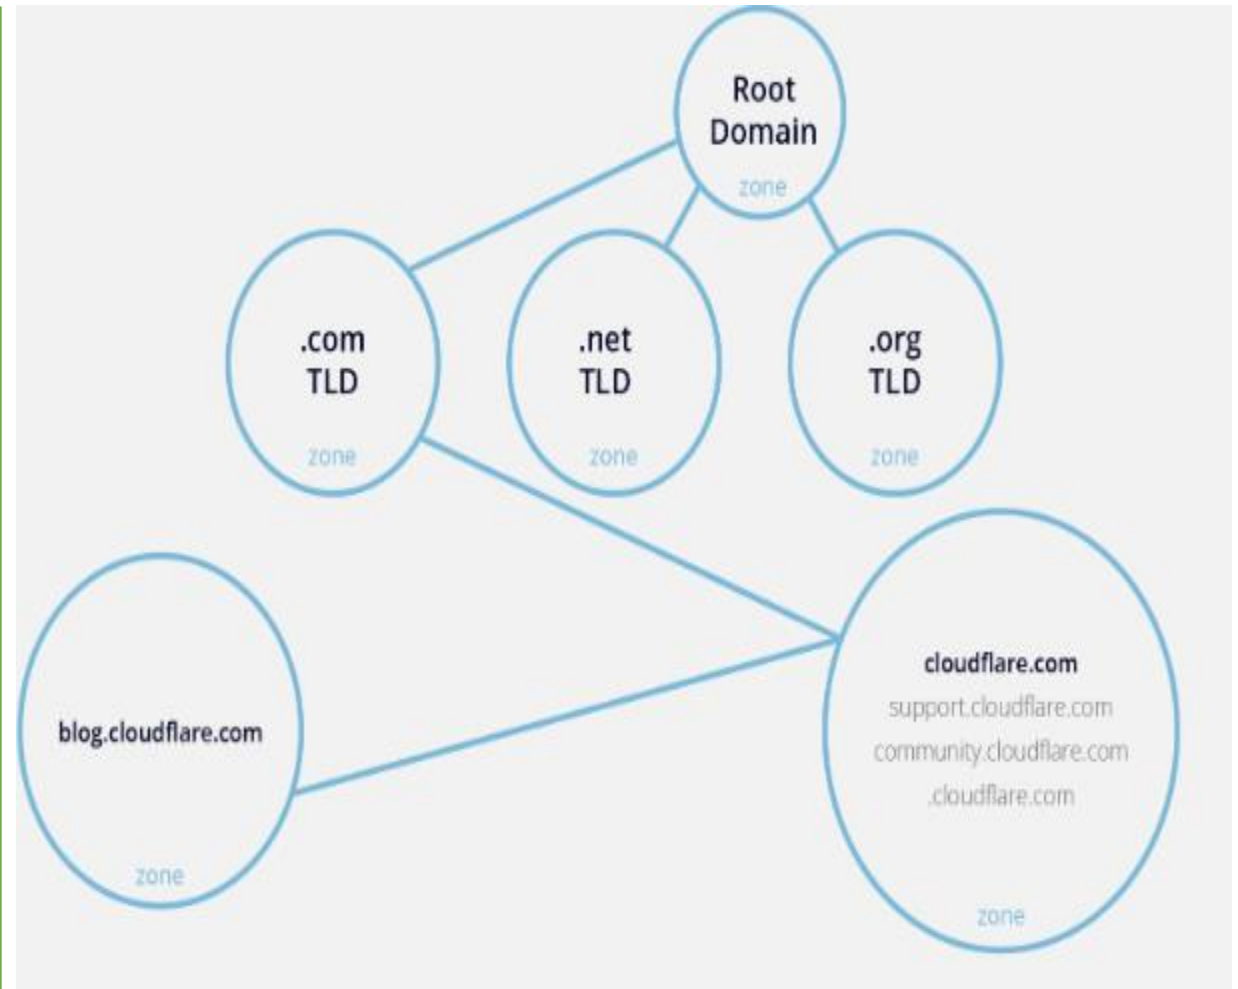 Root
Domain
zone
.com
TLD
zone
.net
TLD
zone
.org
TLD
zone
blog.cloudflare.com
zone
cloudflare.com
support.cloudflare.com
community.cloudflare.com
.cloudflare.com
zone